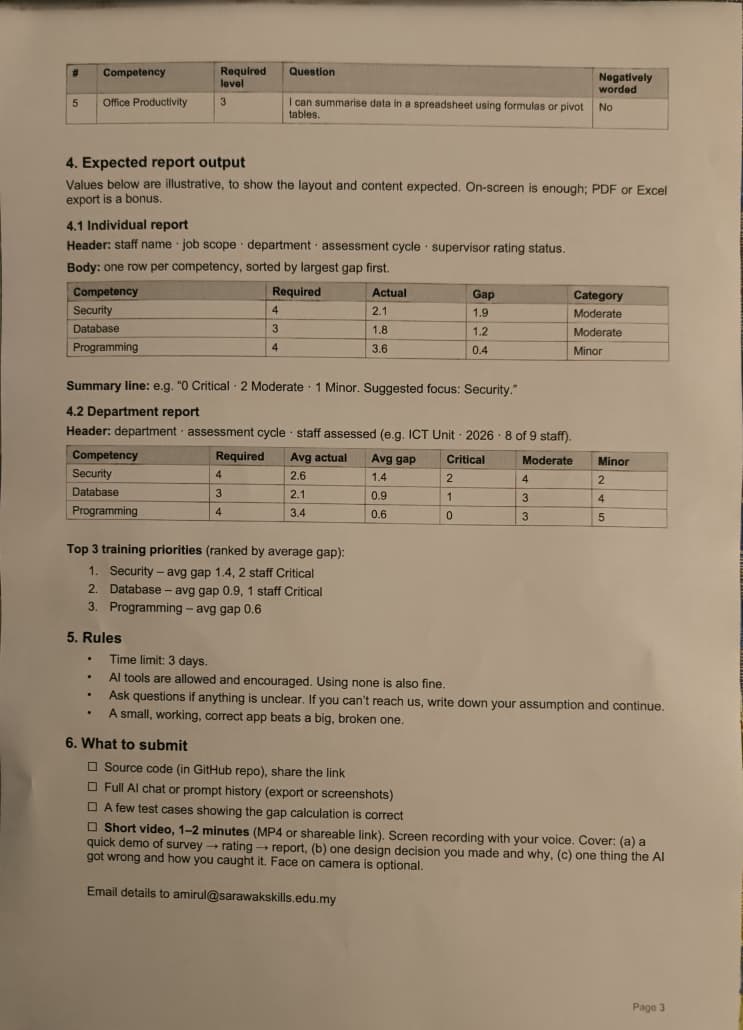 # Competency Required level Question Negatively worded
5 Office Productivity 3 I can summarise data in a spreadsheet using formulas or pivot tables. No
4. Expected report output
Values below are illustrative, to show the layout and content expected. On-screen is enough; PDF or Excel
export is a bonus.
4.1 Individual report
Header: staff name · job scope · department · assessment cycle · supervisor rating status.
Body: one row per competency, sorted by largest gap first.
Competency Required Actual Gap Category
Security 4 2.1 1.9 Moderate
Database 3 1.8 1.2 Moderate
Programming 4 3.6 0.4 Minor
Summary line: e.g. “0 Critical · 2 Moderate · 1 Minor. Suggested focus: Security.”
4.2 Department report
Header: department · assessment cycle · staff assessed (e.g. ICT Unit · 2026 · 8 of 9 staff).
Competency Required Avg actual Avg gap Critical Moderate Minor
Security 4 2.6 1.4 2 4 2
Database 3 2.1 0.9 1 3 4
Programming 4 3.4 0.6 0 3 5
Top 3 training priorities (ranked by average gap):
1. Security – avg gap 1.4, 2 staff Critical
2. Database – avg gap 0.9, 1 staff Critical
3. Programming – avg gap 0.6
5. Rules
• Time limit: 3 days.
• AI tools are allowed and encouraged. Using none is also fine.
• Ask questions if anything is unclear. If you can’t reach us, write down your assumption and continue.
• A small, working, correct app beats a big, broken one.
6. What to submit
☐ Source code (in GitHub repo), share the link
☐ Full AI chat or prompt history (export or screenshots)
☐ A few test cases showing the gap calculation is correct
☐ Short video, 1–2 minutes (MP4 or shareable link). Screen recording with your voice. Cover: (a) a
quick demo of survey → rating → report, (b) one design decision you made and why, (c) one thing the AI
got wrong and how you caught it. Face on camera is optional.
Email details to amirul@sarawakskills.edu.my
Page 3